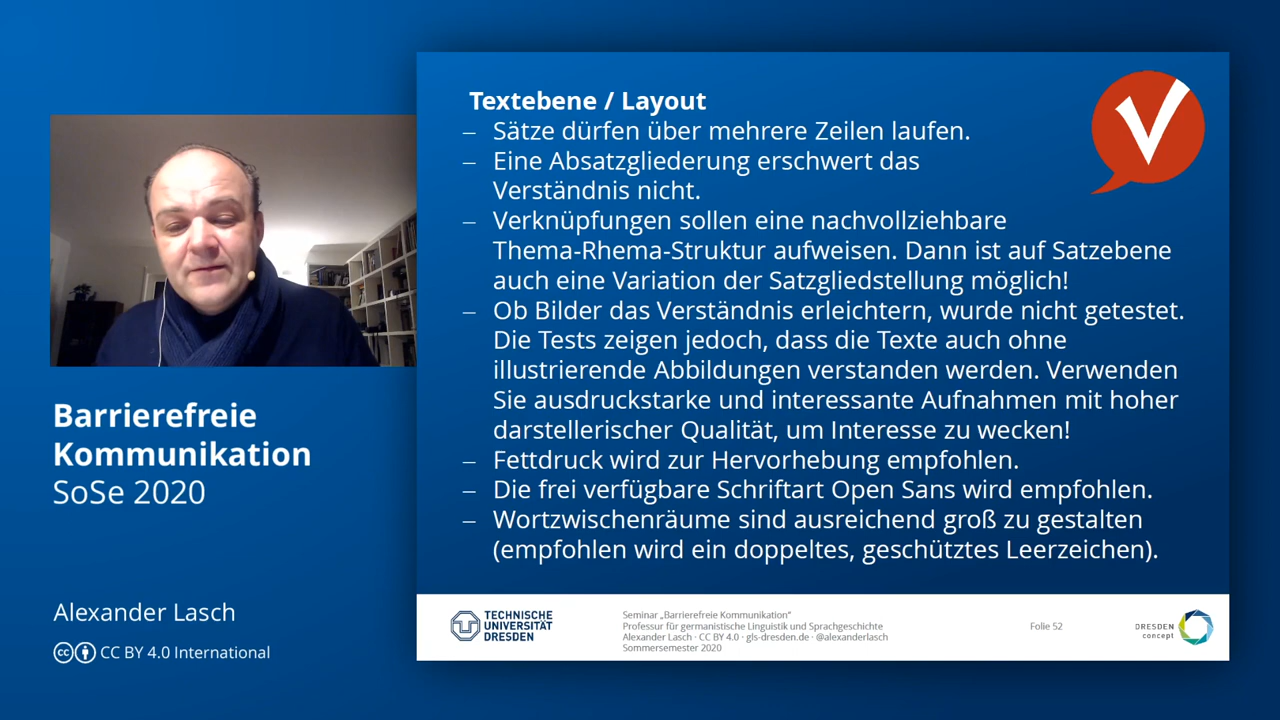 Textebene / Layout
– Sätze dürfen über mehrere Zeilen laufen.
– Eine Absatzgliederung erschwert das
Verständnis nicht.
– Verknüpfungen sollen eine nachvollziehbare
Thema-Rhema-Struktur aufweisen. Dann ist auf Satzebene
auch eine Variation der Satzgliedstellung möglich!
– Ob Bilder das Verständnis erleichtern, wurde nicht getestet.
Die Tests zeigen jedoch, dass die Texte auch ohne
illustrierende Abbildungen verstanden werden. Verwenden
Sie ausdruckstarke und interessante Aufnahmen mit hoher
darstellerischer Qualität, um Interesse zu wecken!
– Fettdruck wird zur Hervorhebung empfohlen.
– Die frei verfügbare Schriftart Open Sans wird empfohlen.
– Wortzwischenräume sind ausreichend groß zu gestalten
(empfohlen wird ein doppeltes, geschütztes Leerzeichen).
Barrierefreie
Kommunikation
SoSe 2020
Alexander Lasch
cc CC BY 4.0 International
TECHNISCHE
UNIVERSITÄT
DRESDEN
Seminar „Barrierefreie Kommunikation“
Professur für germanistische Linguistik und Sprachgeschichte
Alexander Lasch · CC BY 4.0 · gls-dresden.de · @alexanderlasch
Sommersemester 2020
Folie 52
DRESDEN
concept